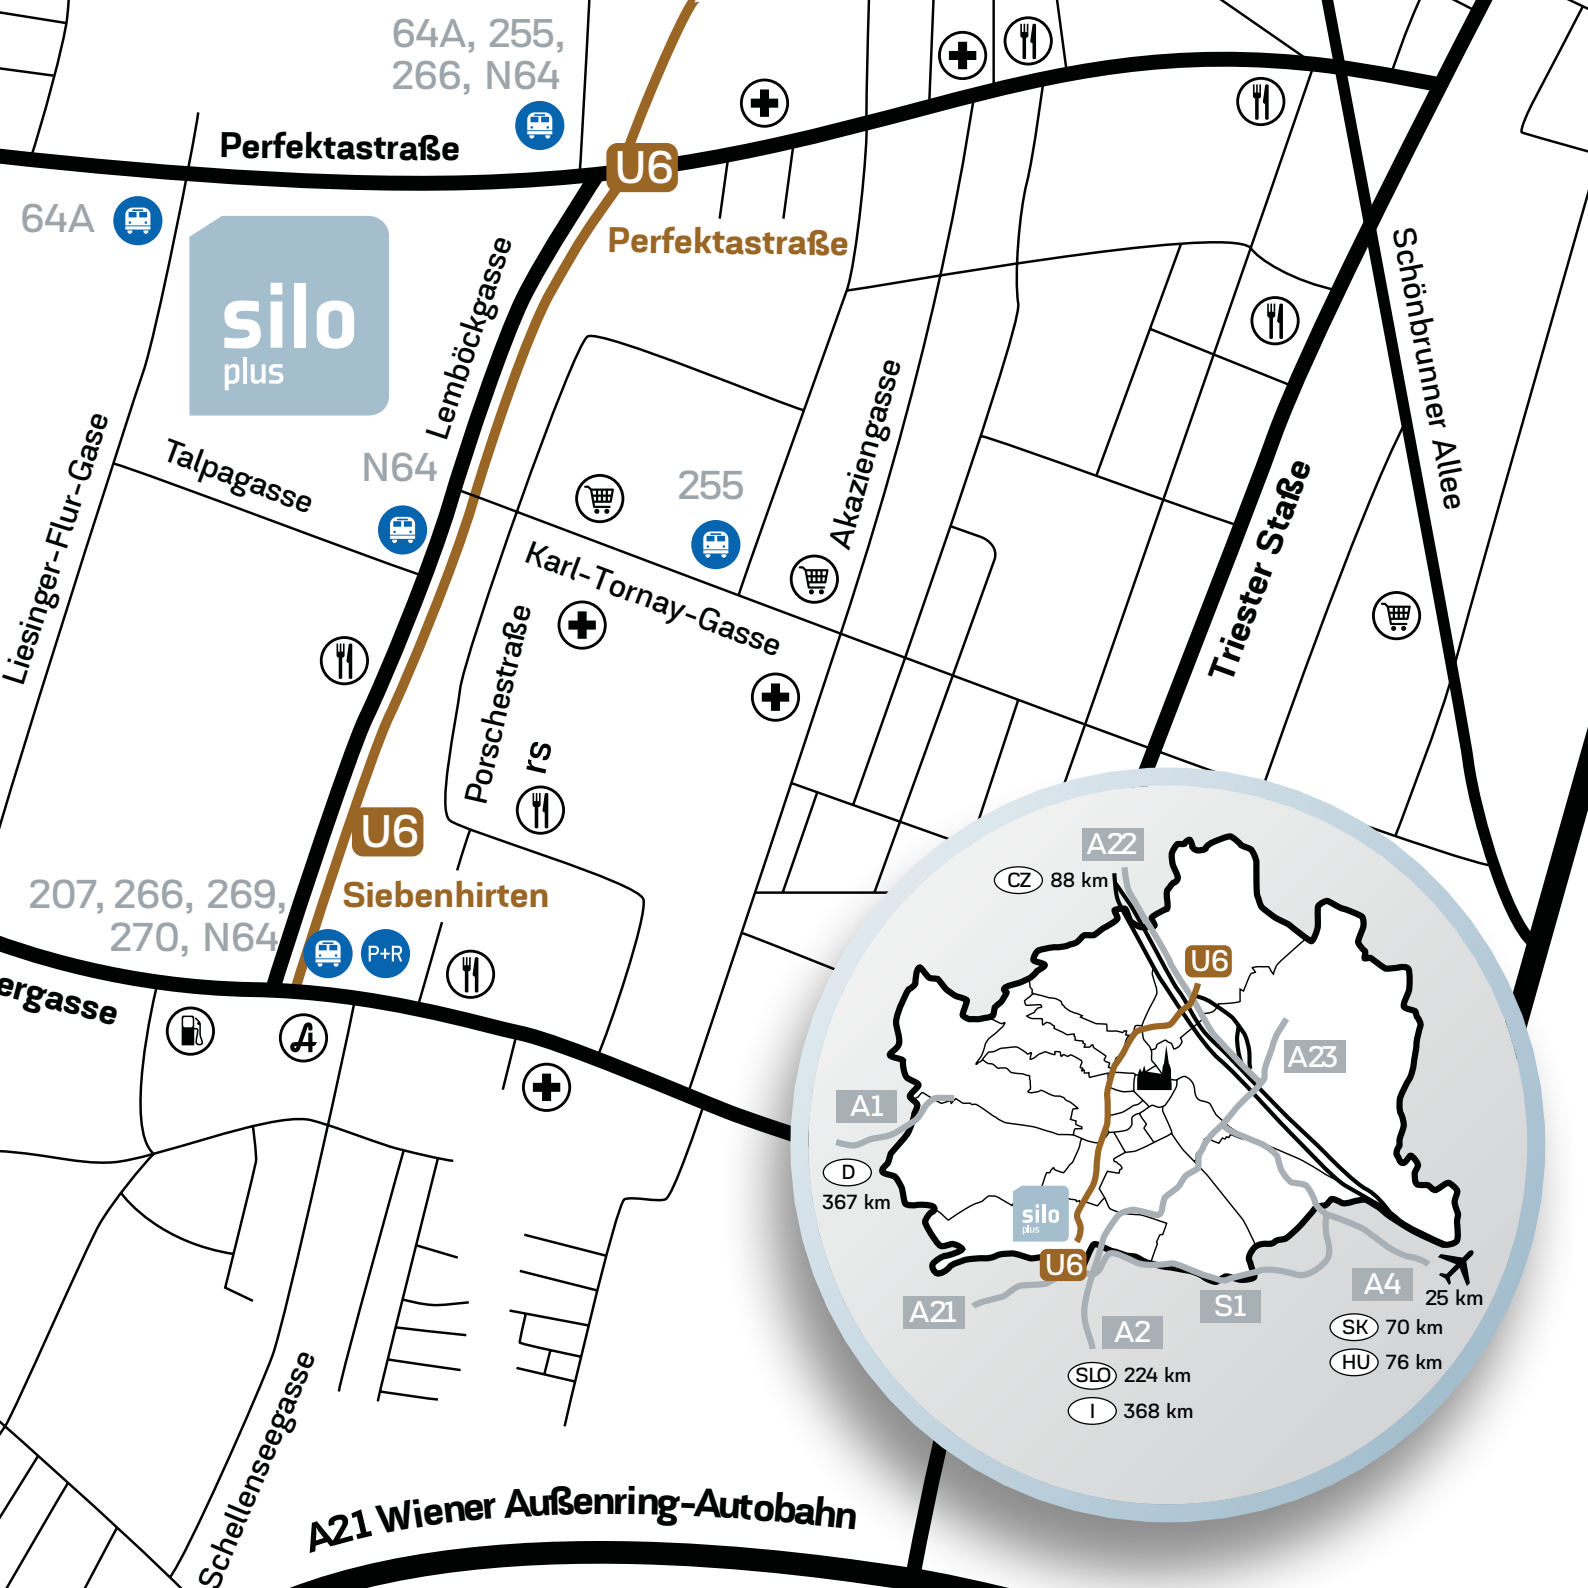 64A, 255,
266, N64
Perfektastraße
U6
Perfektastraße
64A
silo
plus
Lemböckgasse
Schönbrunner Allee
Liesinger-Flur-Gase
Talpagasse
N64
255
Akaziengasse
Karl-Tornay-Gasse
Triester Staße
Porschestraße
rs
U6
Siebenhirten
207, 266, 269,
270, N64
P+R
ergasse
A22
CZ 88 km
U6
A23
A1
D
367 km
silo
plus
U6
A21
A2
S1
A4
25 km
SK 70 km
HU 76 km
SLO 224 km
I 368 km
Schellenseegasse
A21 Wiener Außenring-Autobahn